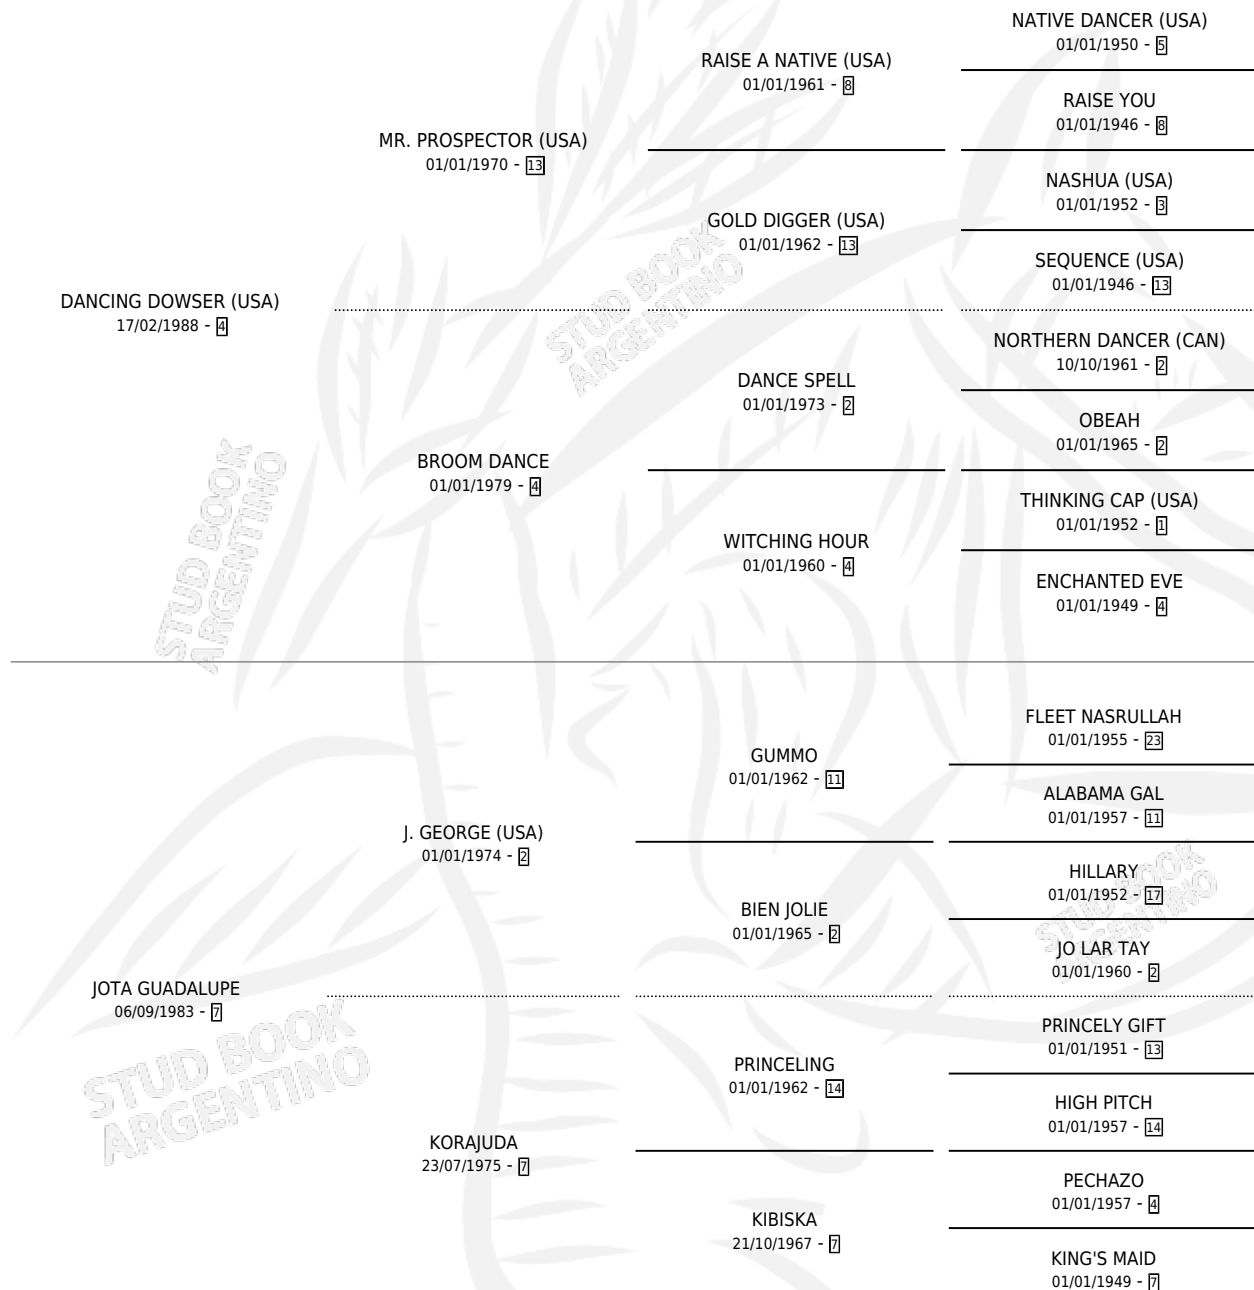 NATIVE DANCER (USA)
01/01/1950 - 5
RAISE A NATIVE (USA)
01/01/1961 - 8
RAISE YOU
01/01/1946 - 8
MR. PROSPECTOR (USA)
01/01/1970 - 13
NASHUA (USA)
01/01/1952 - 3
GOLD DIGGER (USA)
01/01/1962 - 13
SEQUENCE (USA)
01/01/1946 - 13
DANCING DOWSER (USA)
17/02/1988 - 4
NORTHERN DANCER (CAN)
10/10/1961 - 2
DANCE SPELL
01/01/1973 - 2
OBEAH
01/01/1965 - 2
BROOM DANCE
01/01/1979 - 4
THINKING CAP (USA)
01/01/1952 - 1
WITCHING HOUR
01/01/1960 - 4
ENCHANTED EVE
01/01/1949 - 4
FLEET NASRULLAH
01/01/1955 - 23
GUMMO
01/01/1962 - 11
ALABAMA GAL
01/01/1957 - 11
J. GEORGE (USA)
01/01/1974 - 2
HILLARY
01/01/1952 - 17
BIEN JOLIE
01/01/1965 - 2
JO LAR TAY
01/01/1960 - 2
JOTA GUADALUPE
06/09/1983 - 7
PRINCELY GIFT
01/01/1951 - 13
PRINCELING
01/01/1962 - 14
HIGH PITCH
01/01/1957 - 14
KORAJUDA
23/07/1975 - 7
PECHAZO
01/01/1957 - 4
KIBISKA
21/10/1967 - 7
KING'S MAID
01/01/1949 - 7
STUD BOOK
ARGENTINO
STUD BOOK
ARGENTINO
STUD BOOK
ARGENTINO
STUD BOOK
ARGENTINO